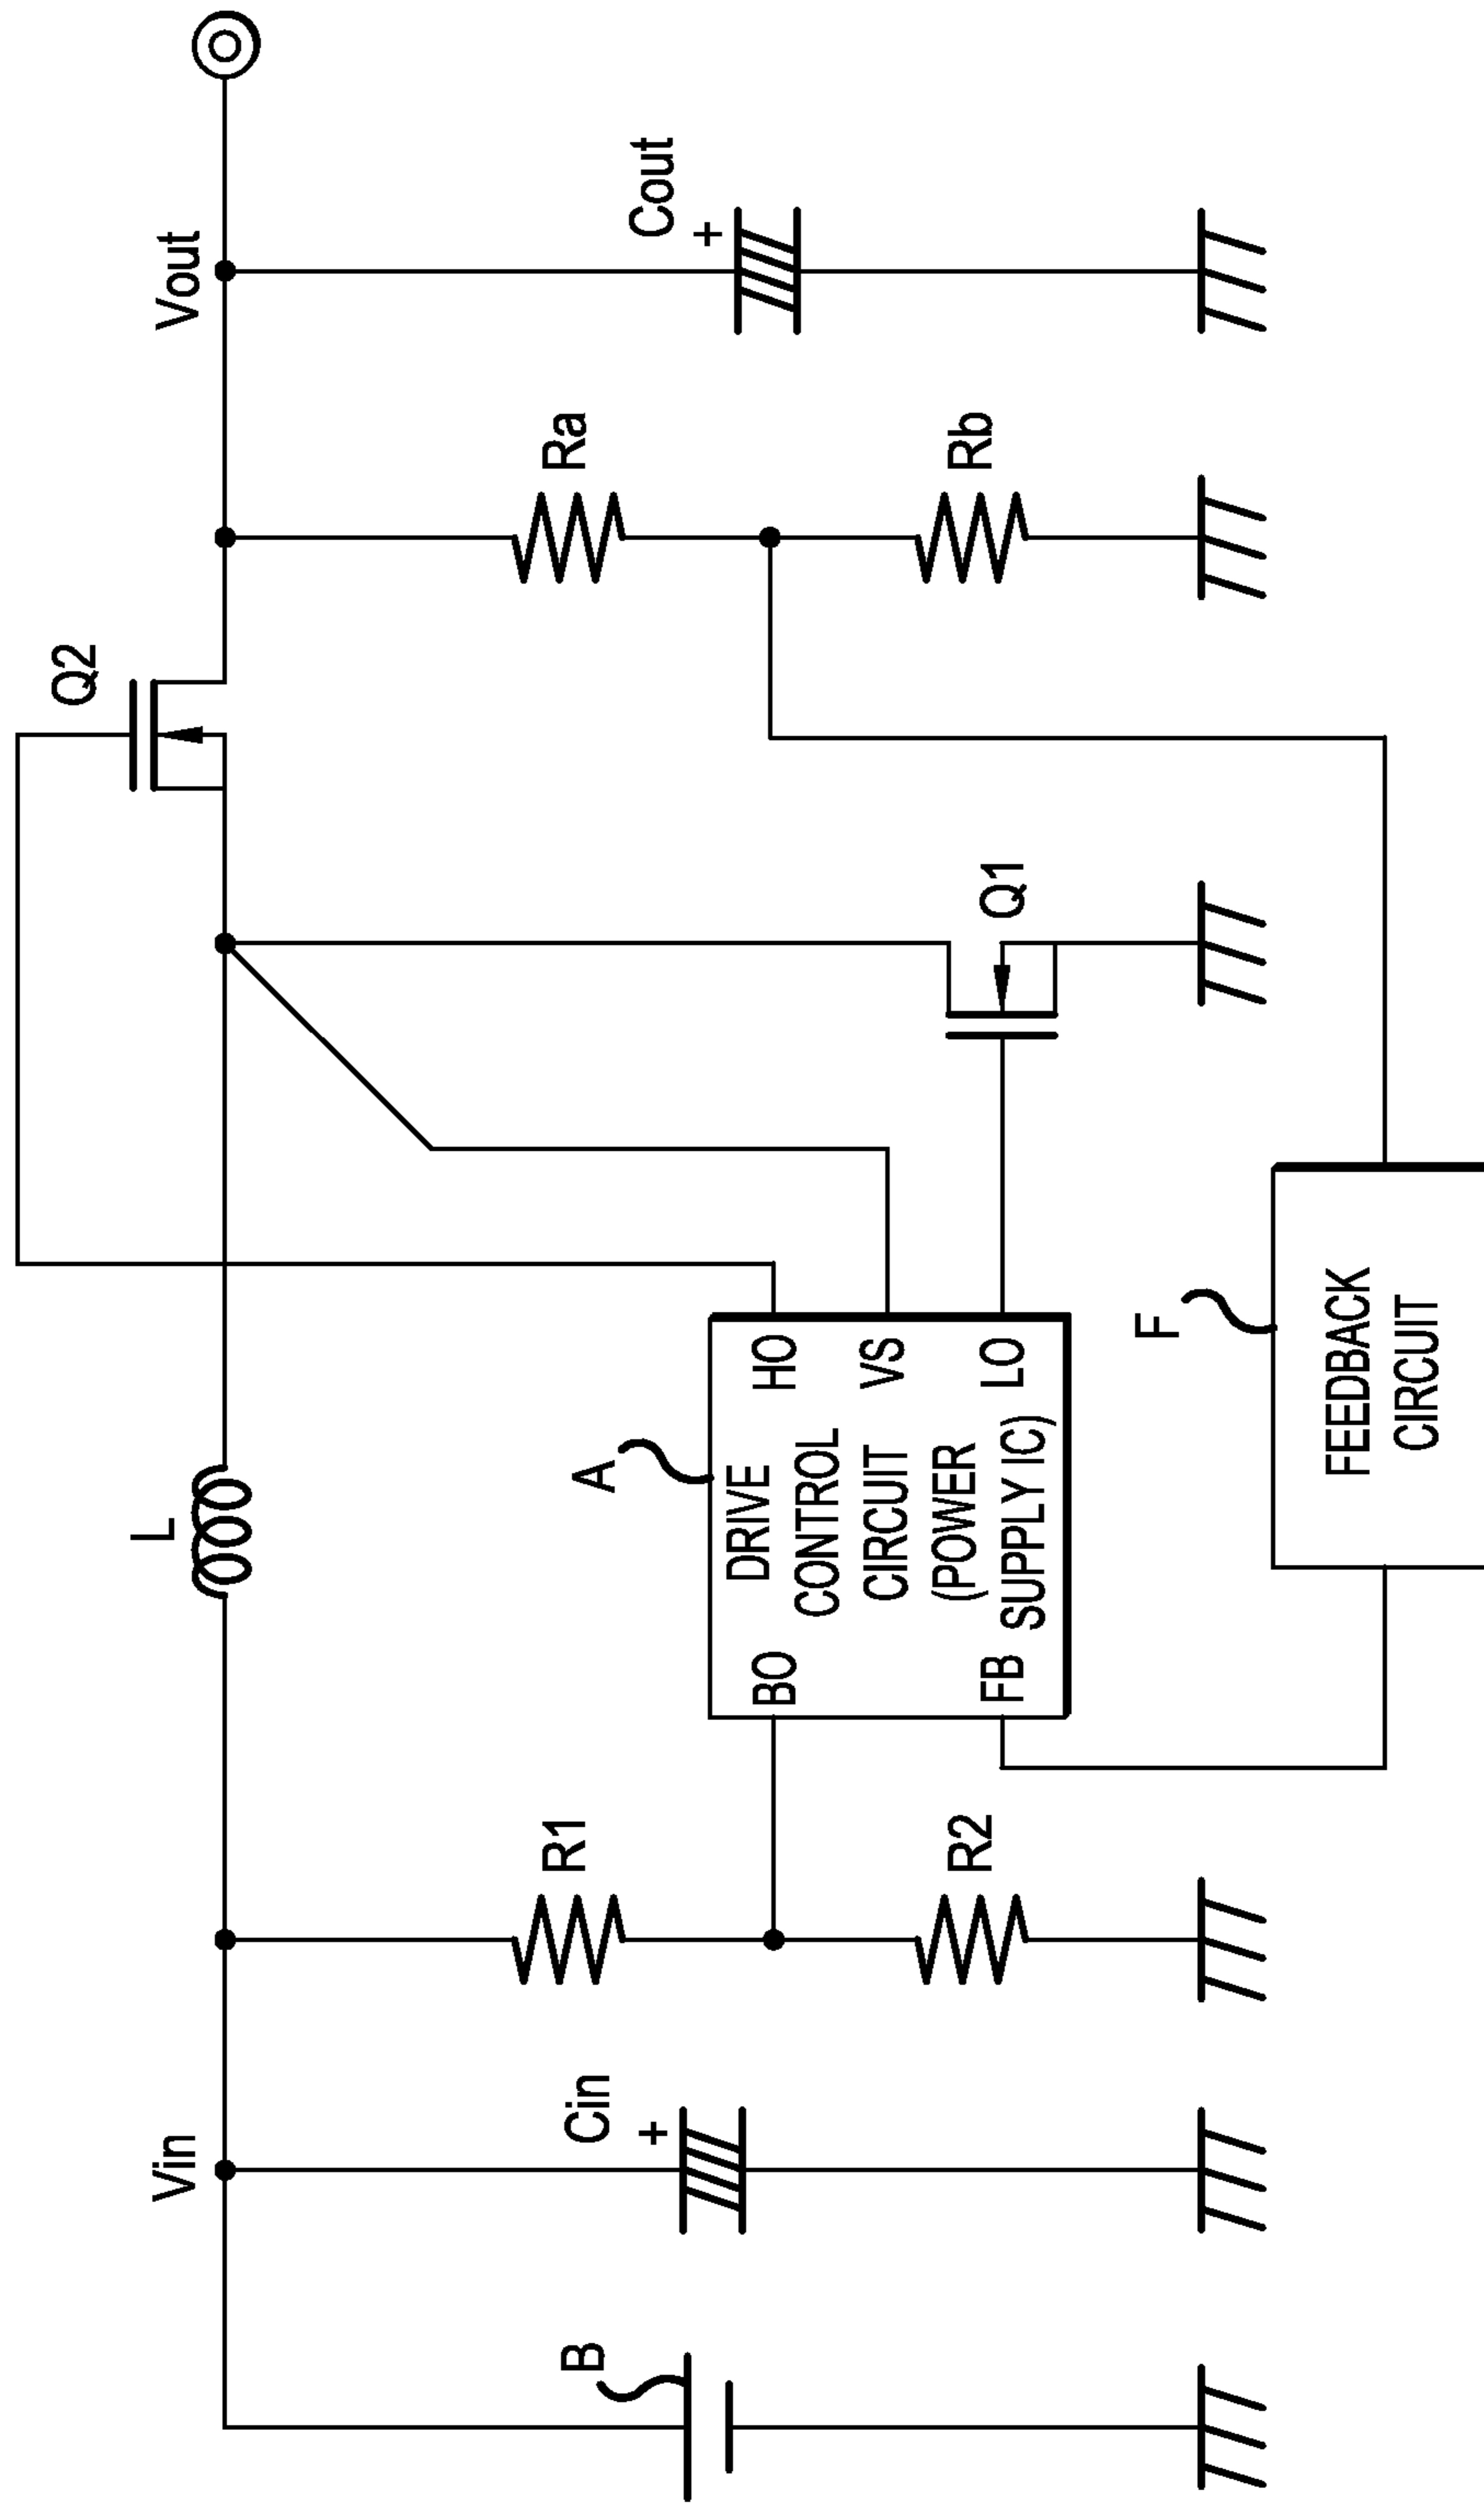 Q2
L
Vin
Vout
B
Cin
+
R1
R2
A
BO
DRIVE
CONTROL
CIRCUIT
(POWER
SUPPLY IC)
FB
HO
VS
LO
Q1
Ra
Rb
Cout
+
F
FEEDBACK
CIRCUIT